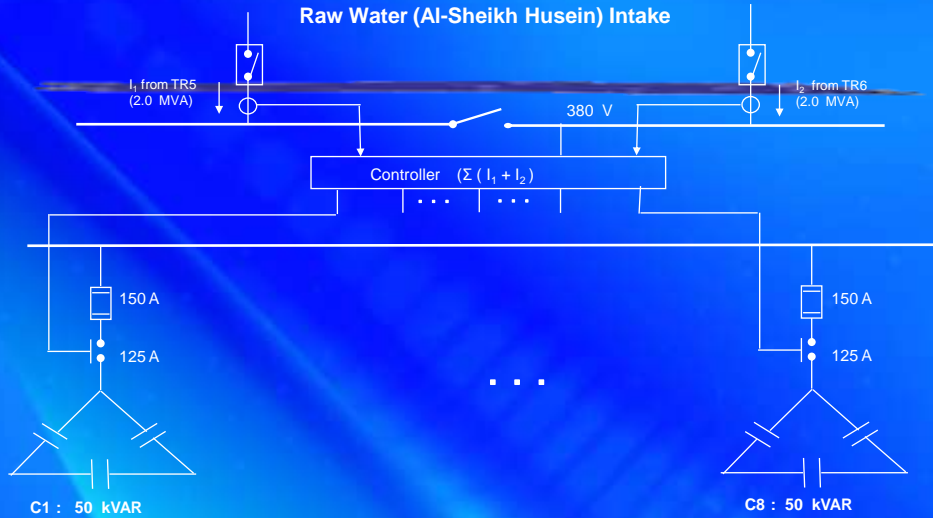 Raw Water (Al-Sheikh Husein) Intake
I₁ from TR5
(2.0 MVA)
I₂ from TR6
(2.0 MVA)
380 V
Controller (Σ ( I₁ + I₂ )
. . . . . .
150 A
150 A
125 A
125 A
. . .
C1 : 50 kVAR
C8 : 50 kVAR